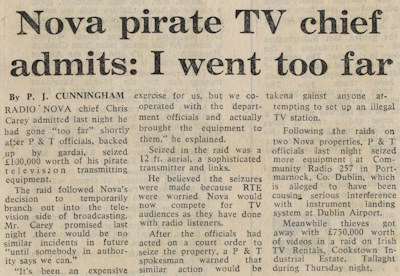 Nova pirate TV chief
admits: I went too far
By P. J. CUNNINGHAM
RADIO NOVA chief Chris
Carey admitted last night he
had gone "too far" shortly
after P & T officials, backed
up by gardai, seized
£100,000 worth of his pirate
television transmitting
equipment.
The raid followed Nova's
decision to temporarily
branch out into the tele-
vision side of broadcasting.
Mr. Carey promised last
night there would be no
similar incidents in future
"until somebody in author-
ity says we can."
"It's been an expensive
exercise for us, but we co-
operated with the depart-
ment officials and actually
brought the equipment to
them," he explained.
Seized in the raid was a
12 ft. aerial, a sophisticated
transmitter and links.
He believed the seizures
were made because RTE
were worried Nova would
now compete for TV
audiences as they have done
with radio listeners.
After the officials had
acted on a court order to
seize the property, a P & T
spokesman warned that
similar action would be
takena gainst anyone at-
tempting to set up an illegal
TV station.
Following the raids on
two Nova properties, P & T
officials last night seized
more equipment at Com-
munity Radio 257 in Port-
marnock, Co. Dublin, which
is alleged to have been
causing serious interference
with instrument landing
system at Dublin Airport.
Meanwhile thieves got
away with £750,000 worth
of videos in a raid on Irish
TV Rentals, Cookstown In-
dustrial Estate, Tallaght
during Thursday night.